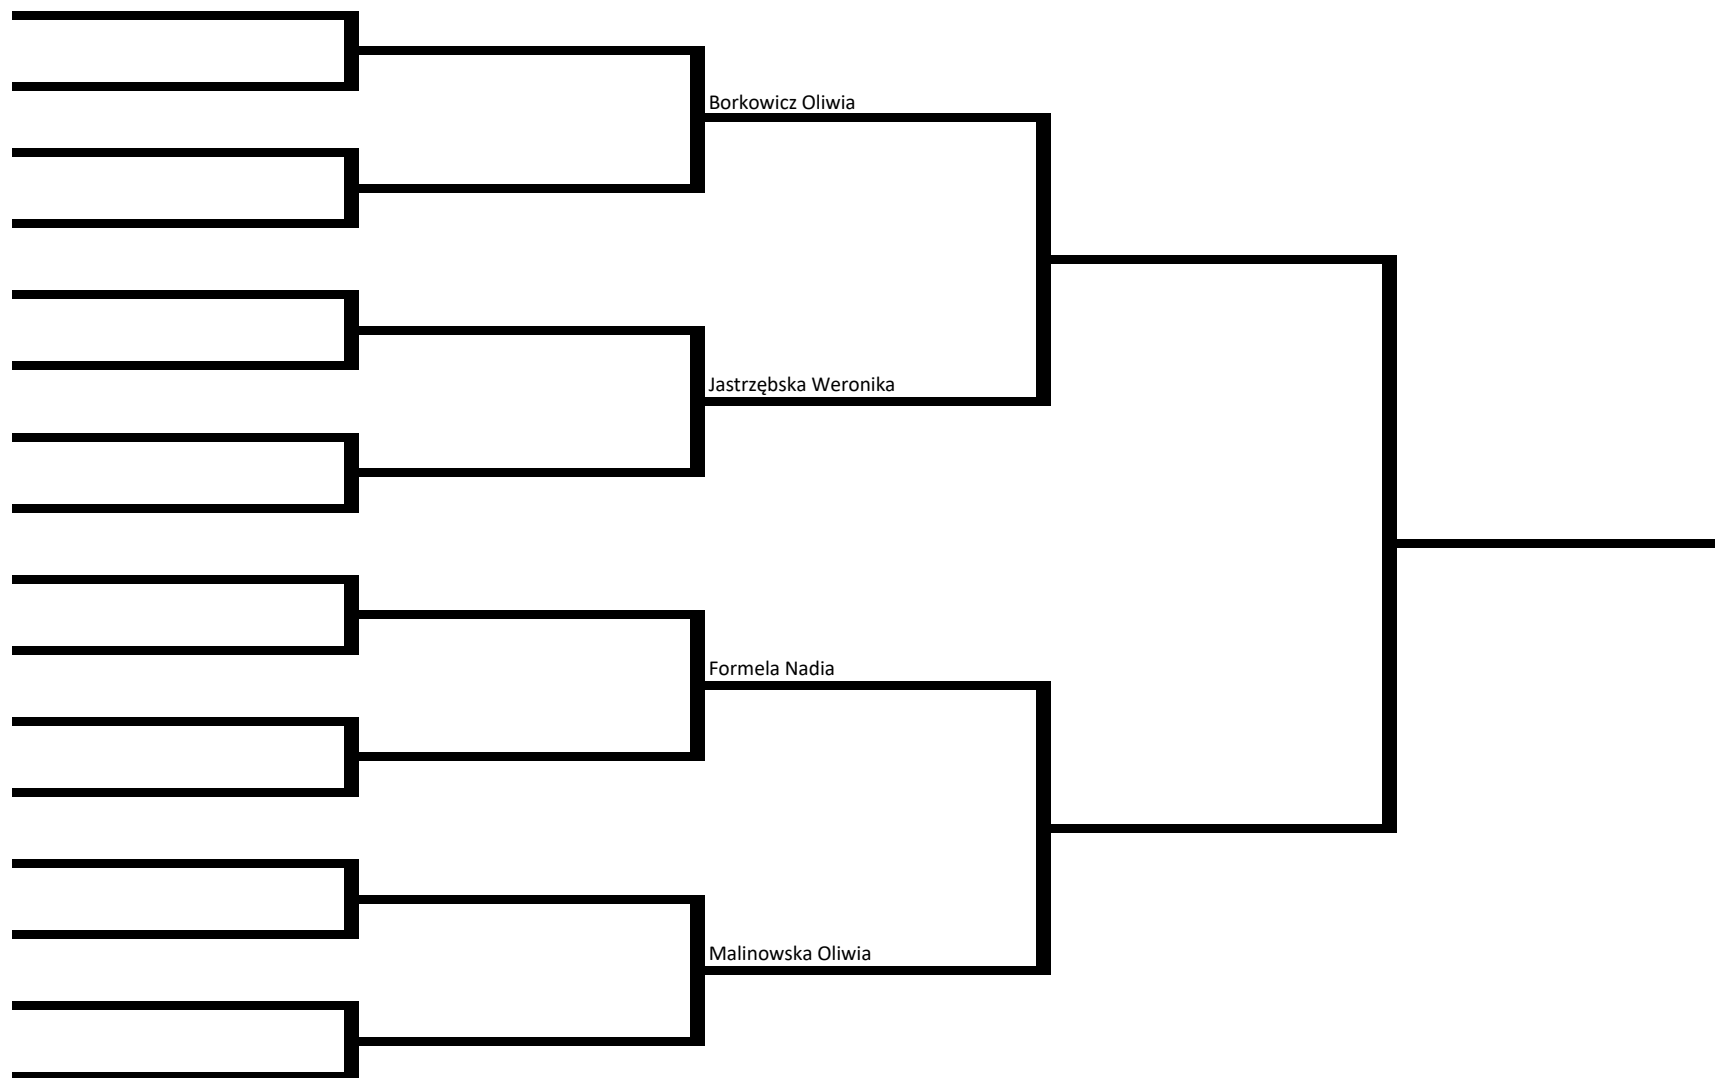 Borkowicz Oliwia
Jastrzębska Weronika
Formela Nadia
Malinowska Oliwia